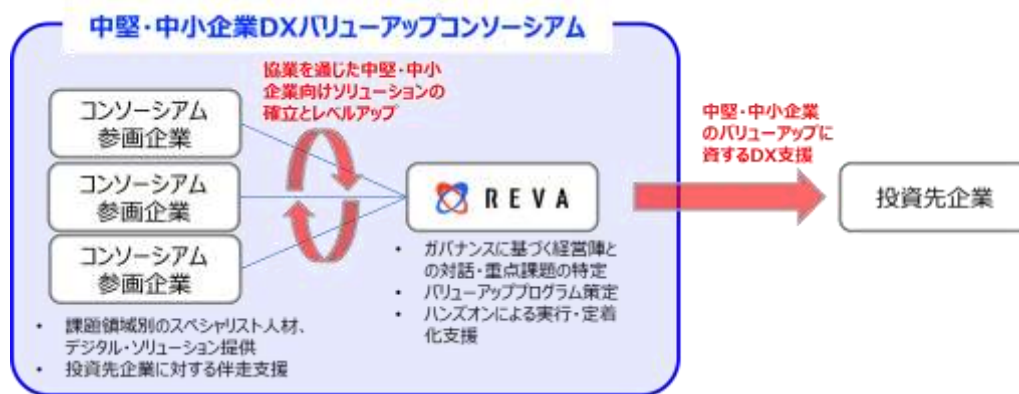 中堅・中小企業DXバリューアップコンソーシアム
協業を通じた中堅・中小
企業向けソリューションの
確立とレベルアップ
コンソーシアム
参画企業
コンソーシアム
参画企業
コンソーシアム
参画企業
REVA
中堅・中小企業
のバリューアップに
資するDX支援
投資先企業
• ガバナンスに基づく経営陣と
の対話・重点課題の特定
• バリューアッププログラム策定
• ハンズオンによる実行・定着
化支援
• 課題領域別のスペシャリスト人材、
デジタル・ソリューション提供
• 投資先企業に対する伴走支援